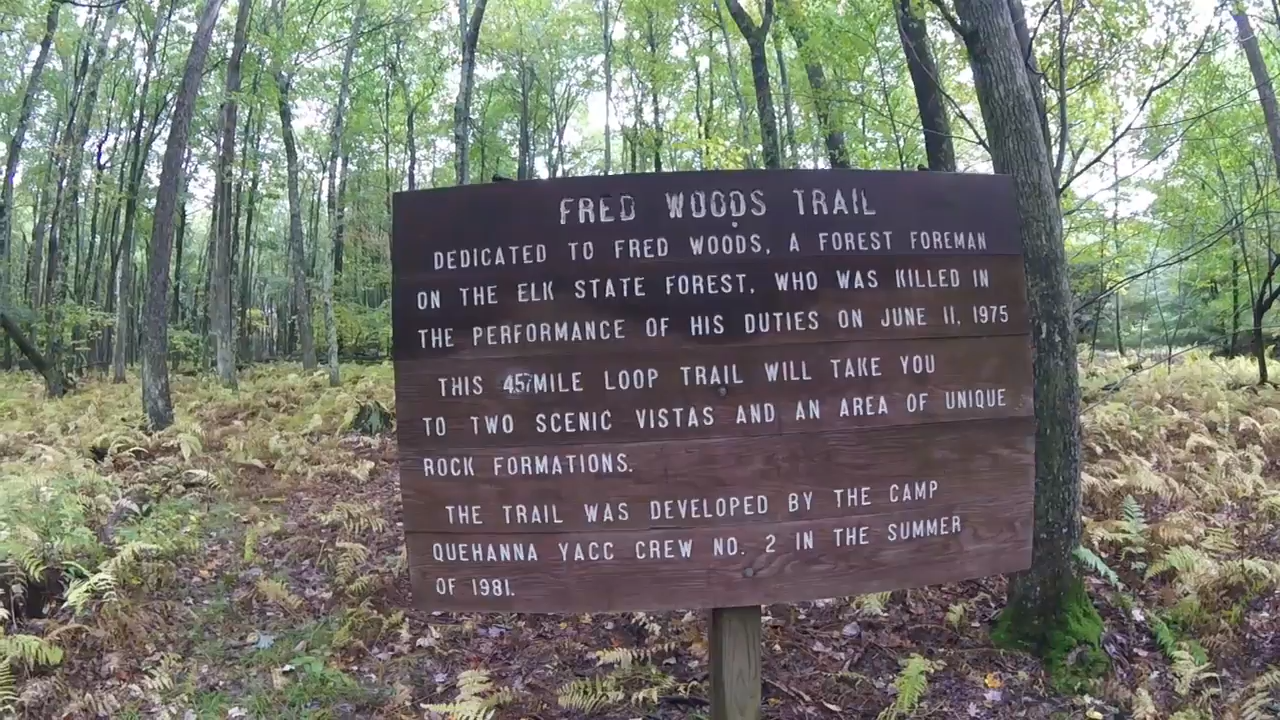 FRED WOODS TRAIL
DEDICATED TO FRED WOODS, A FOREST FOREMAN
ON THE ELK STATE FOREST, WHO WAS KILLED IN
THE PERFORMANCE OF HIS DUTIES ON JUNE 11, 1975
THIS 4.57 MILE LOOP TRAIL WILL TAKE YOU
TO TWO SCENIC VISTAS AND AN AREA OF UNIQUE
ROCK FORMATIONS.
THE TRAIL WAS DEVELOPED BY THE CAMP
QUEHANNA YACC CREW NO. 2 IN THE SUMMER
OF 1981.